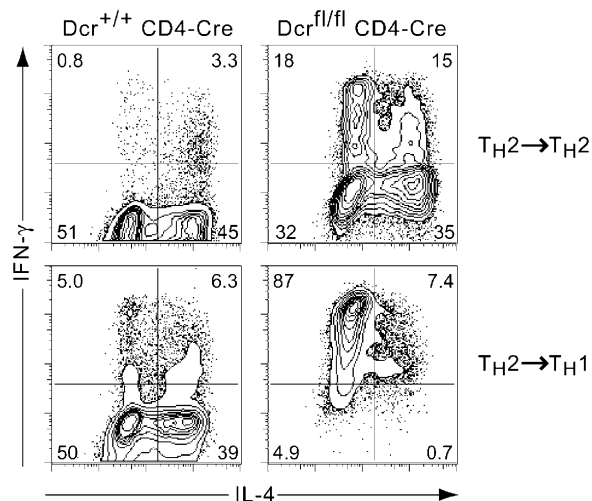 Dcr+/+ CD4-Cre Dcrfl/fl CD4-Cre
0.8 3.3 18 15
TH2→TH2
51 45 32 35
IFN-γ
5.0 6.3 87 7.4
TH2→TH1
50 39 4.9 0.7
IL-4